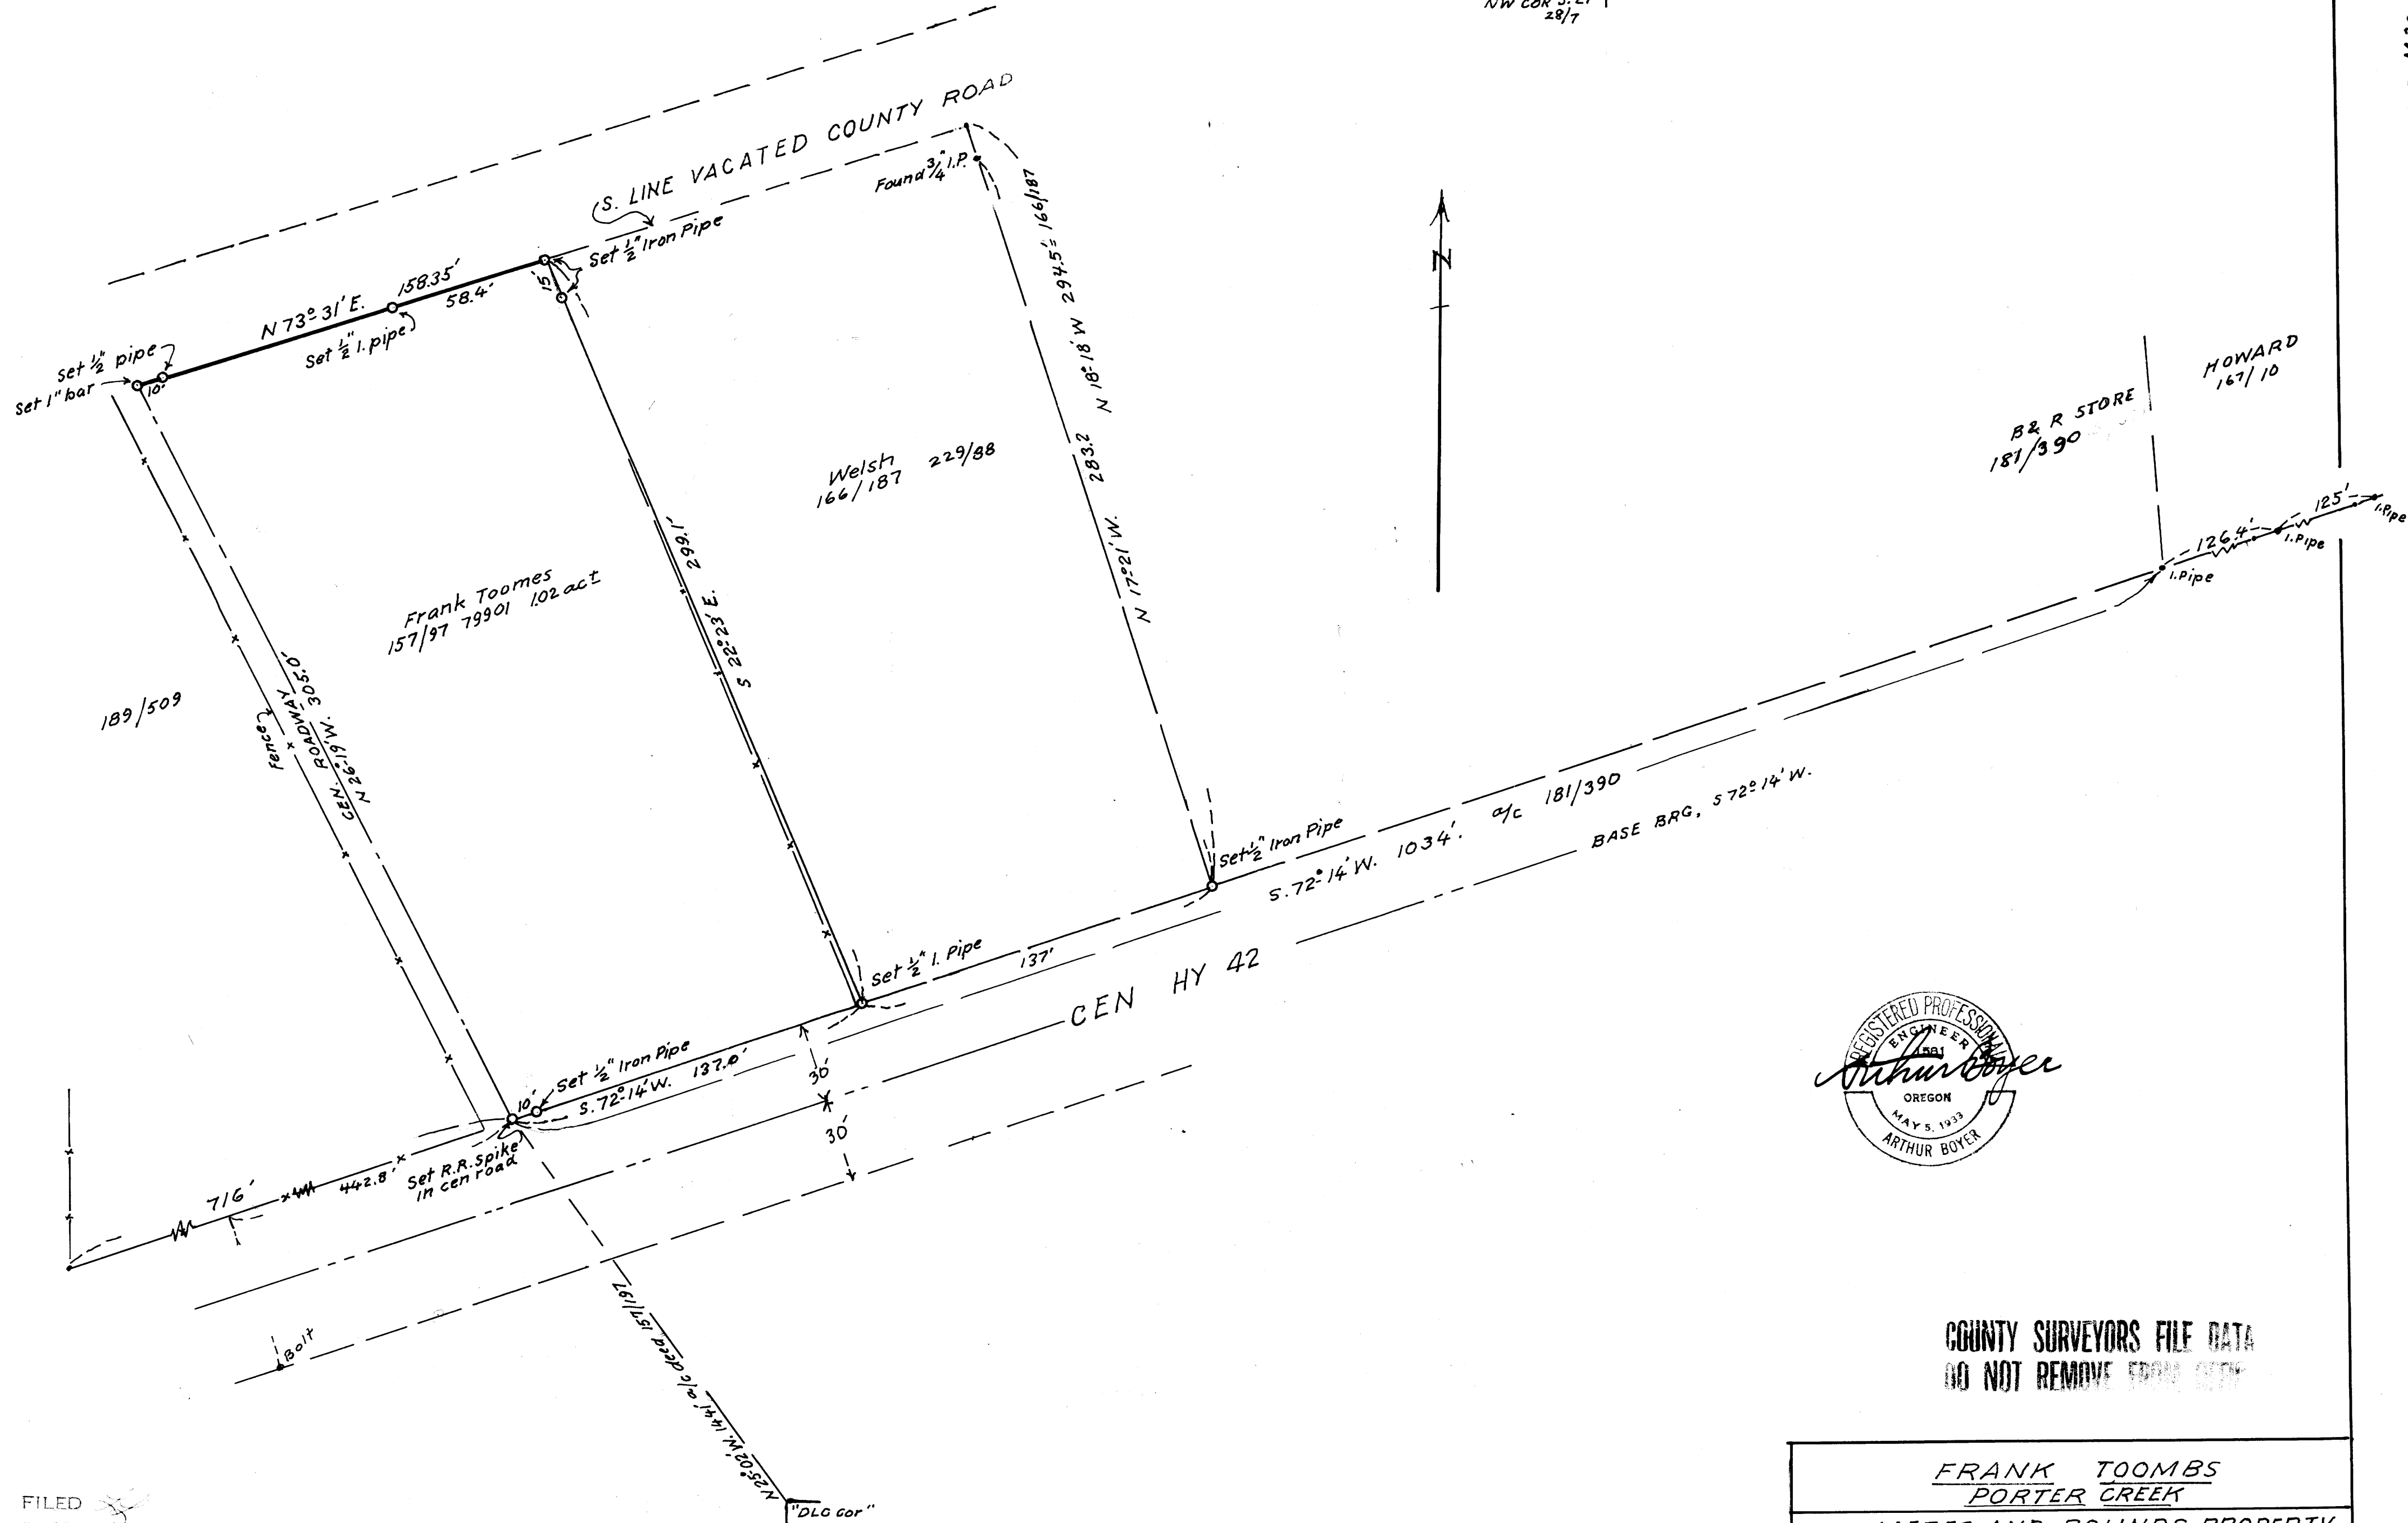 NW COR S. 21
28/7
S. LINE VACATED COUNTY ROAD
Found 3/4" I.P.
Set 1/2" Iron Pipe
15'
158.35'
58.4'
N 73° 31' E.
Set 1/2" I. pipe
Set 1/2" pipe
Set 1" bar
10'
N 18° 18' W 294.5' 166/187
283.2
N 17° 21' W.
Welsh
166/187 229/88
Frank Toomes
157/97 79901 1.02 ac±
S 22° 23' E. 299.1'
189/509
Fence
CEN. ROADWAY
N 26° 19' W. 305.0'
N
HOWARD
167/10
B & R STORE
181/390
125'
I.Pipe
126.4'
I.Pipe
I.Pipe
Set 1/2" Iron Pipe
S. 72° 14' W. 1034'. a/c 181/390
BASE BRG, S 72° 14' W.
Set 1/2" I. Pipe
137'
CEN HY 42
10'
Set 1/2" Iron Pipe
S. 72° 14' W. 137.0'
30'
30'
Set R.R. Spike
in cen road
442.8'
716'
Bolt
N 25° 02' W. 1441' a/c deed 157/197
"DLC Cor"
REGISTERED PROFESSIONAL
ENGINEER
1581
Arthur Boyer
OREGON
MAY 5, 1933
ARTHUR BOYER
COUNTY SURVEYORS FILE DATA
DO NOT REMOVE FROM
FILED
FRANK TOOMBS
PORTER CREEK
METES AND BOUNDS PROPERTY